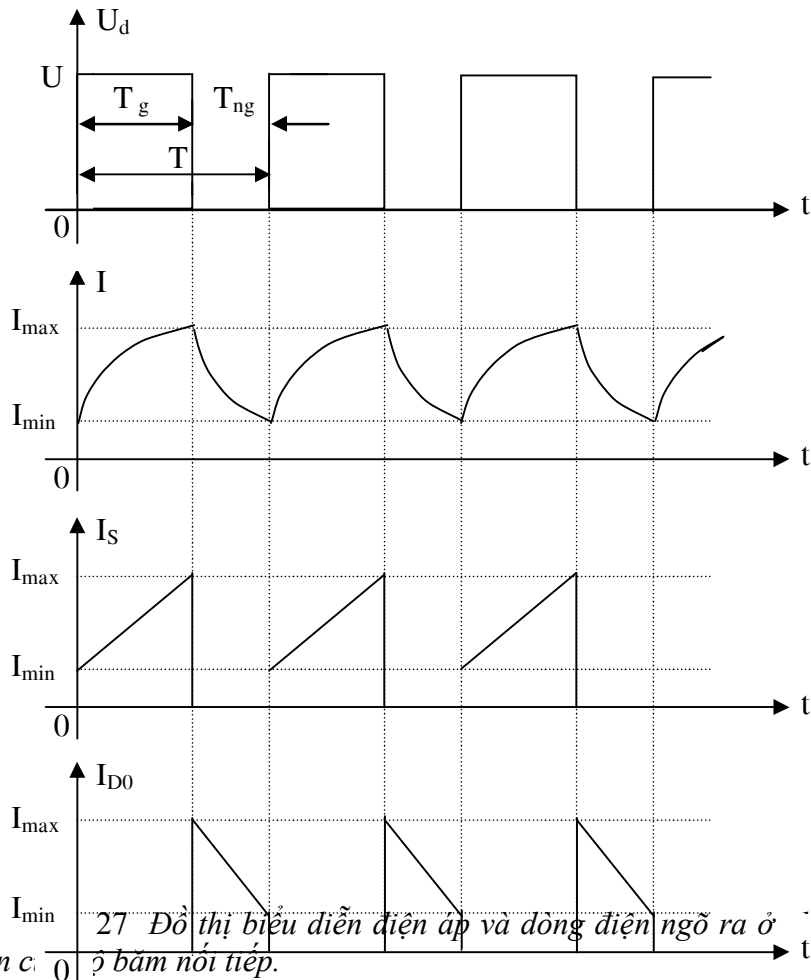 U_d
U
T_g T_ng
T
t
0
I
I_max
I_min
t
0
I_S
I_max
I_min
t
0
I_D0
I_max
I_min
27 Đồ thị biểu diễn điện áp và dòng điện ngõ ra ở
t
băm nối tiếp.
0